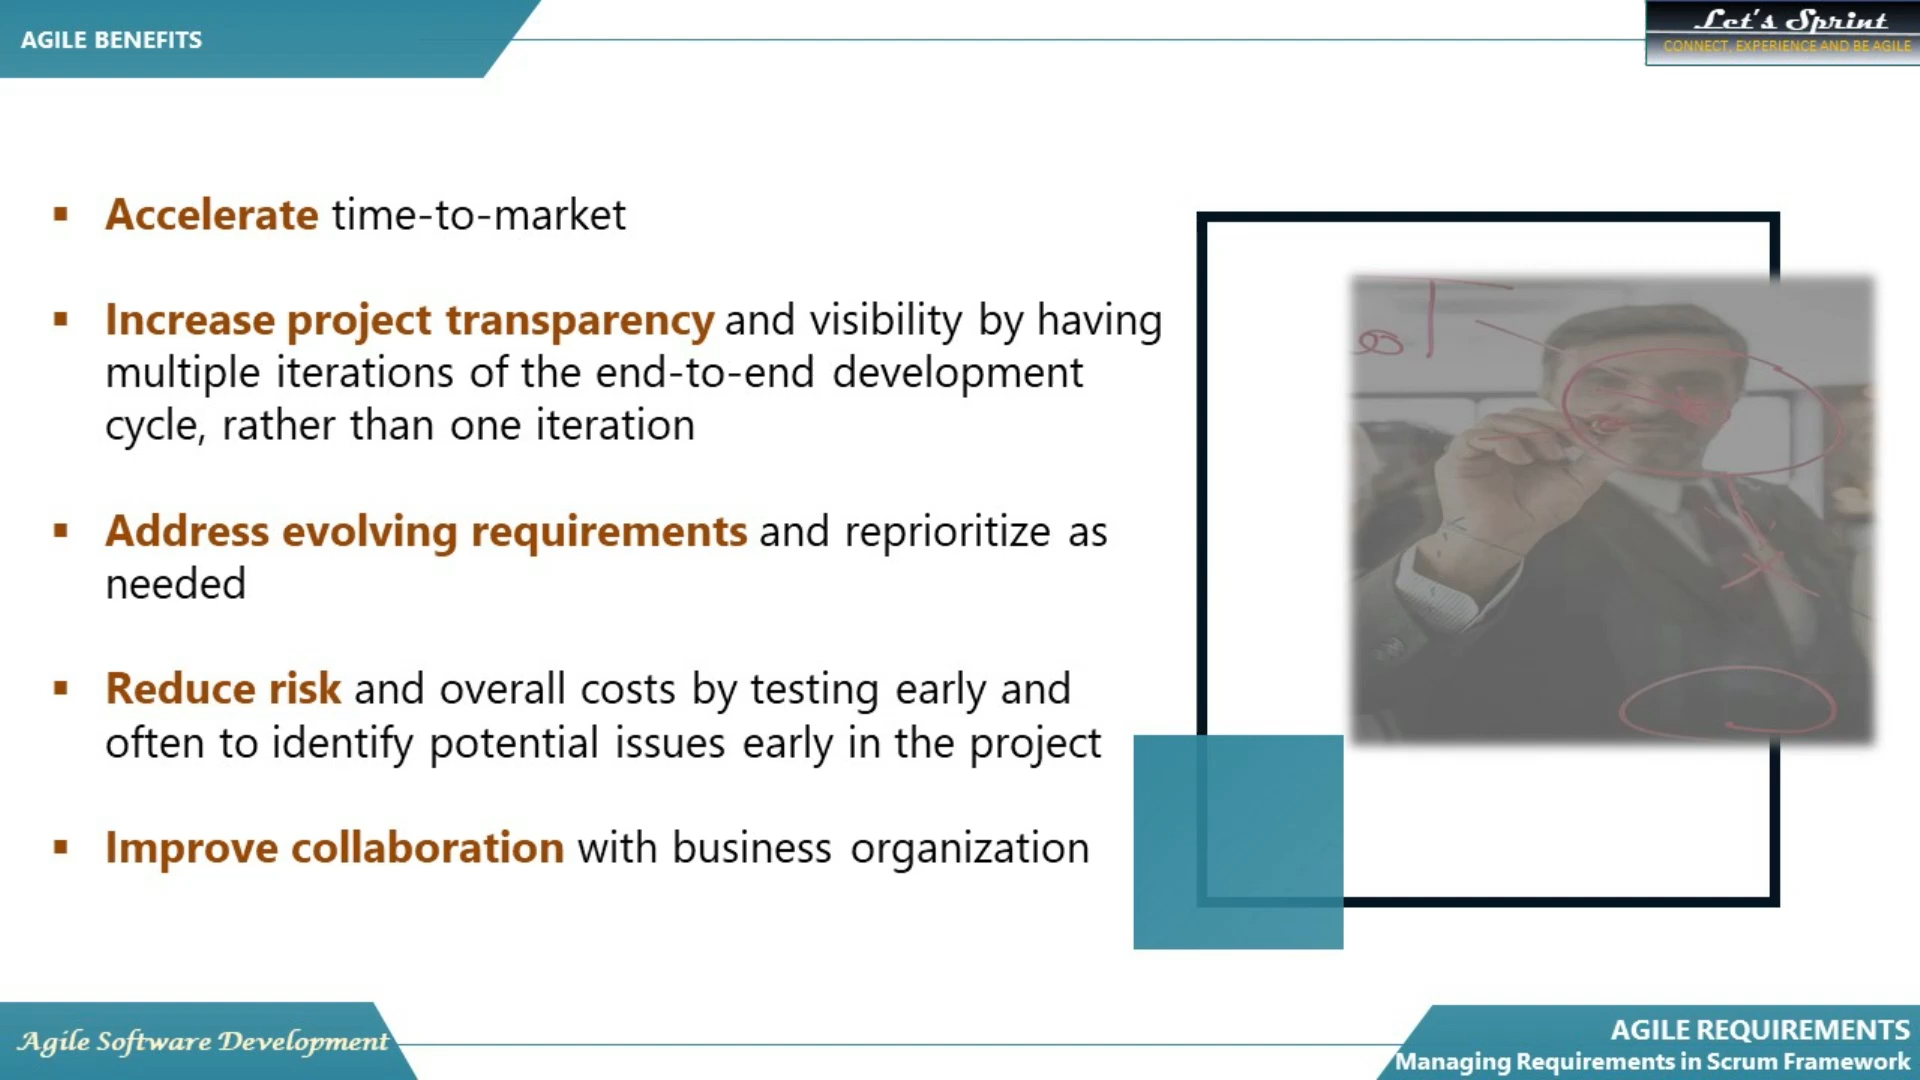 AGILE BENEFITS
Let's Sprint
CONNECT, EXPERIENCE AND BE AGILE
▪ Accelerate time-to-market
▪ Increase project transparency and visibility by having
multiple iterations of the end-to-end development
cycle, rather than one iteration
▪ Address evolving requirements and reprioritize as
needed
▪ Reduce risk and overall costs by testing early and
often to identify potential issues early in the project
▪ Improve collaboration with business organization
Agile Software Development
AGILE REQUIREMENTS
Managing Requirements in Scrum Framework